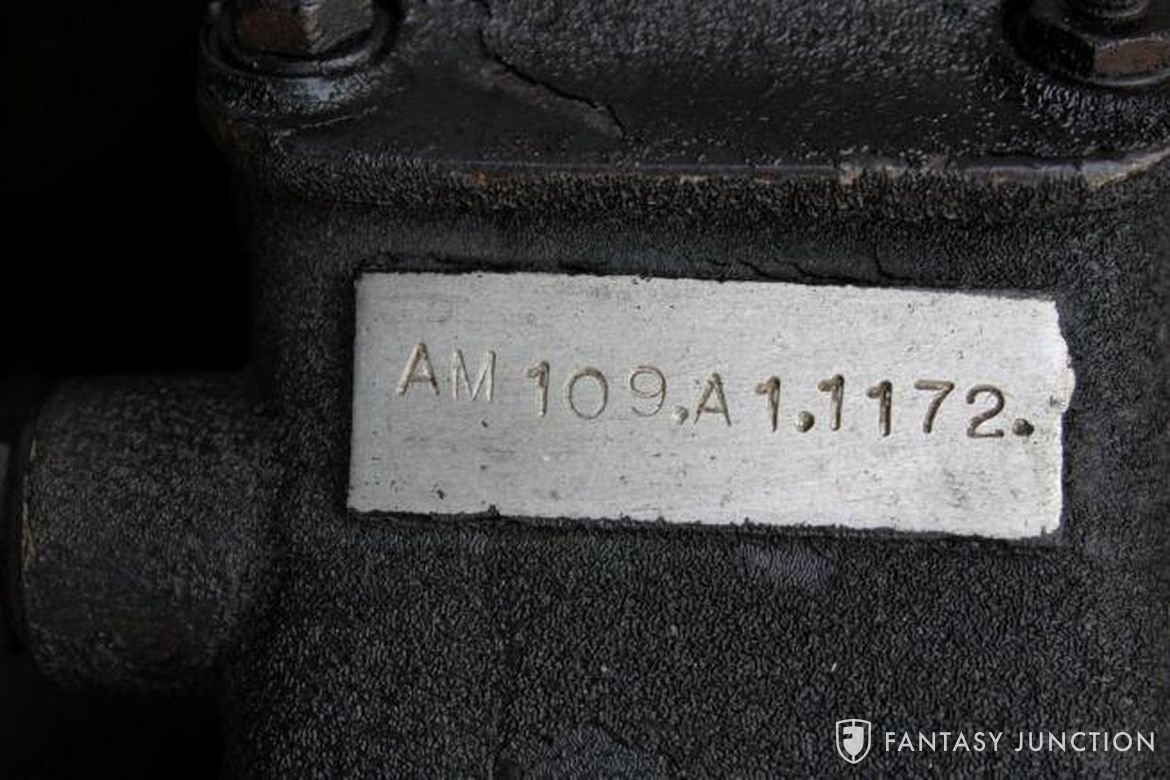 AM 109.A1.1172.
FANTASY JUNCTION